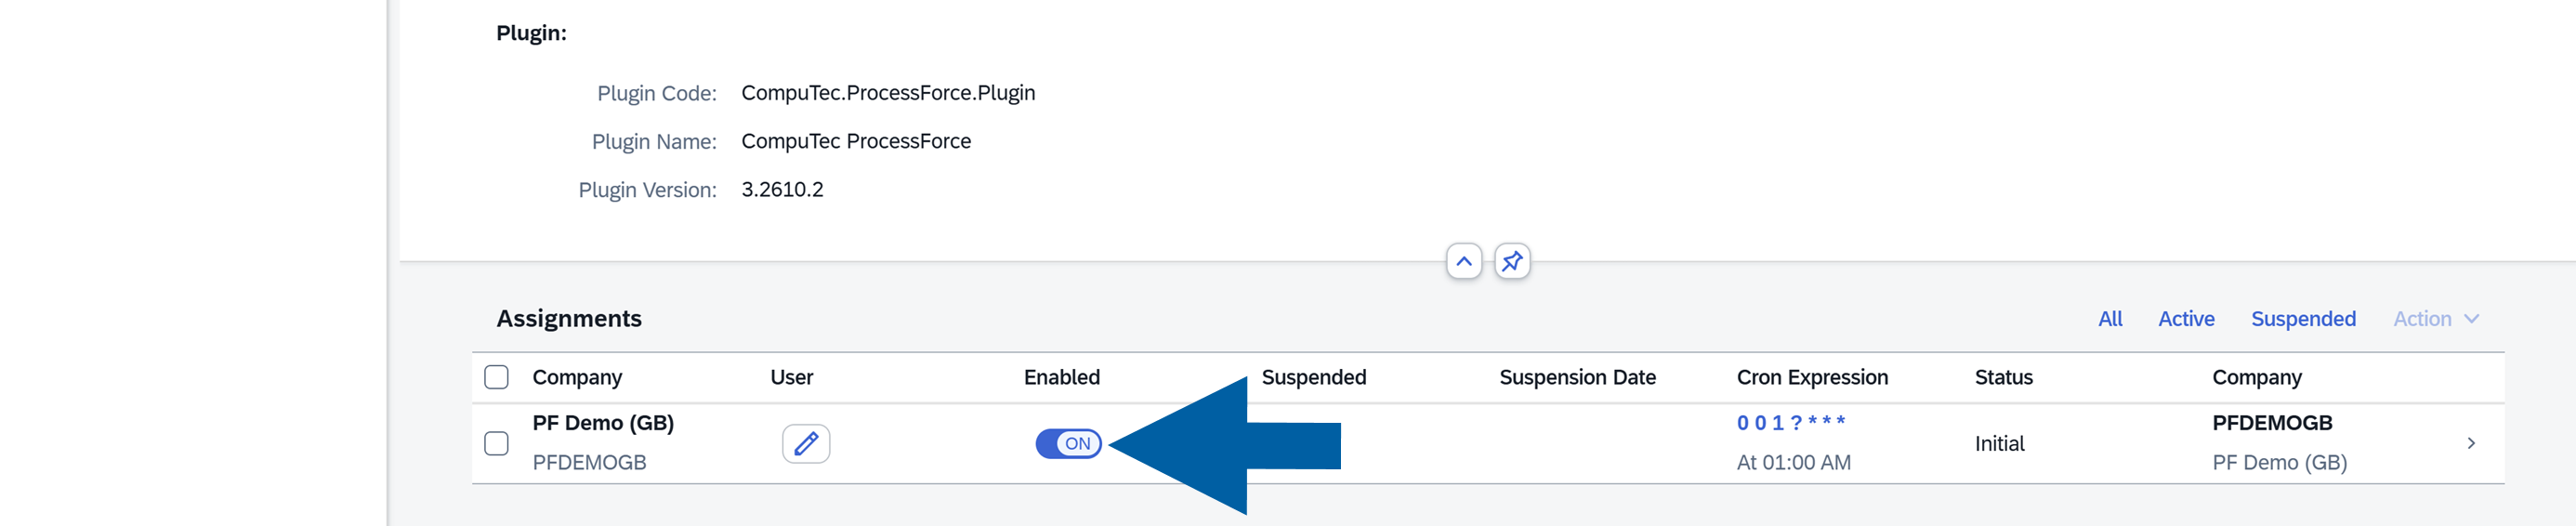 Plugin:
Plugin Code: CompuTec.ProcessForce.Plugin
Plugin Name: CompuTec ProcessForce
Plugin Version: 3.2610.2
Assignments All Active Suspended Action
Company User Enabled Suspended Suspension Date Cron Expression Status Company
PF Demo (GB) 0 0 1 ? * * * PFDEMOGB
ON Initial
PFDEMOGB At 01:00 AM PF Demo (GB)